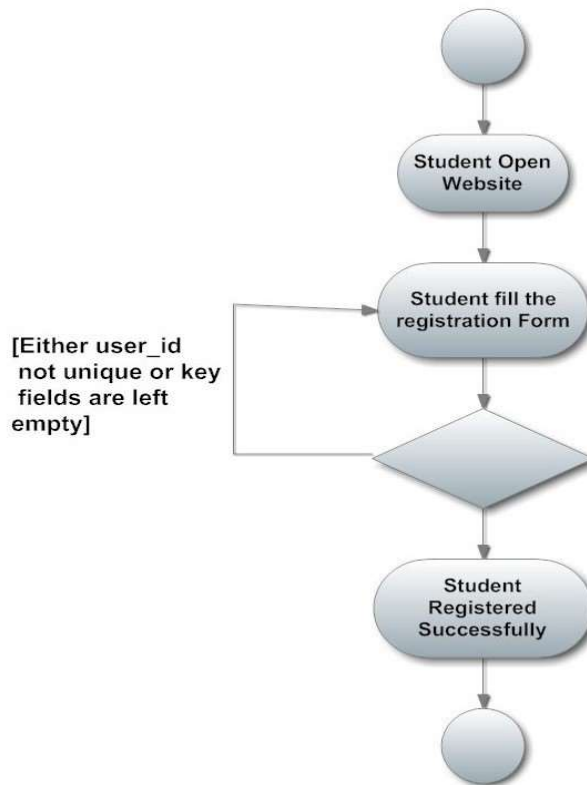 Student Open
Website
Student fill the
registration Form
[Either user_id
not unique or key
fields are left
empty]
Student
Registered
Successfully